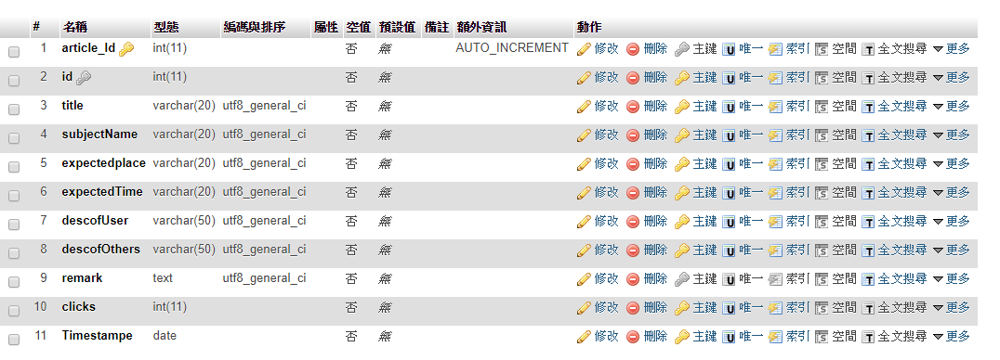 # 名稱 型態 編碼與排序 屬性 空值 預設值 備註 額外資訊 動作
1 article_Id int(11) 否 無 AUTO_INCREMENT 修改 刪除 主鍵 唯一 索引 空間 全文搜尋 更多
2 id int(11) 否 無 修改 刪除 主鍵 唯一 索引 空間 全文搜尋 更多
3 title varchar(20) utf8_general_ci 否 無 修改 刪除 主鍵 唯一 索引 空間 全文搜尋 更多
4 subjectName varchar(20) utf8_general_ci 否 無 修改 刪除 主鍵 唯一 索引 空間 全文搜尋 更多
5 expectedplace varchar(20) utf8_general_ci 否 無 修改 刪除 主鍵 唯一 索引 空間 全文搜尋 更多
6 expectedTime varchar(20) utf8_general_ci 否 無 修改 刪除 主鍵 唯一 索引 空間 全文搜尋 更多
7 descofUser varchar(50) utf8_general_ci 否 無 修改 刪除 主鍵 唯一 索引 空間 全文搜尋 更多
8 descofOthers varchar(50) utf8_general_ci 否 無 修改 刪除 主鍵 唯一 索引 空間 全文搜尋 更多
9 remark text utf8_general_ci 否 無 修改 刪除 主鍵 唯一 索引 空間 全文搜尋 更多
10 clicks int(11) 否 無 修改 刪除 主鍵 唯一 索引 空間 全文搜尋 更多
11 Timestampe date 否 無 修改 刪除 主鍵 唯一 索引 空間 全文搜尋 更多